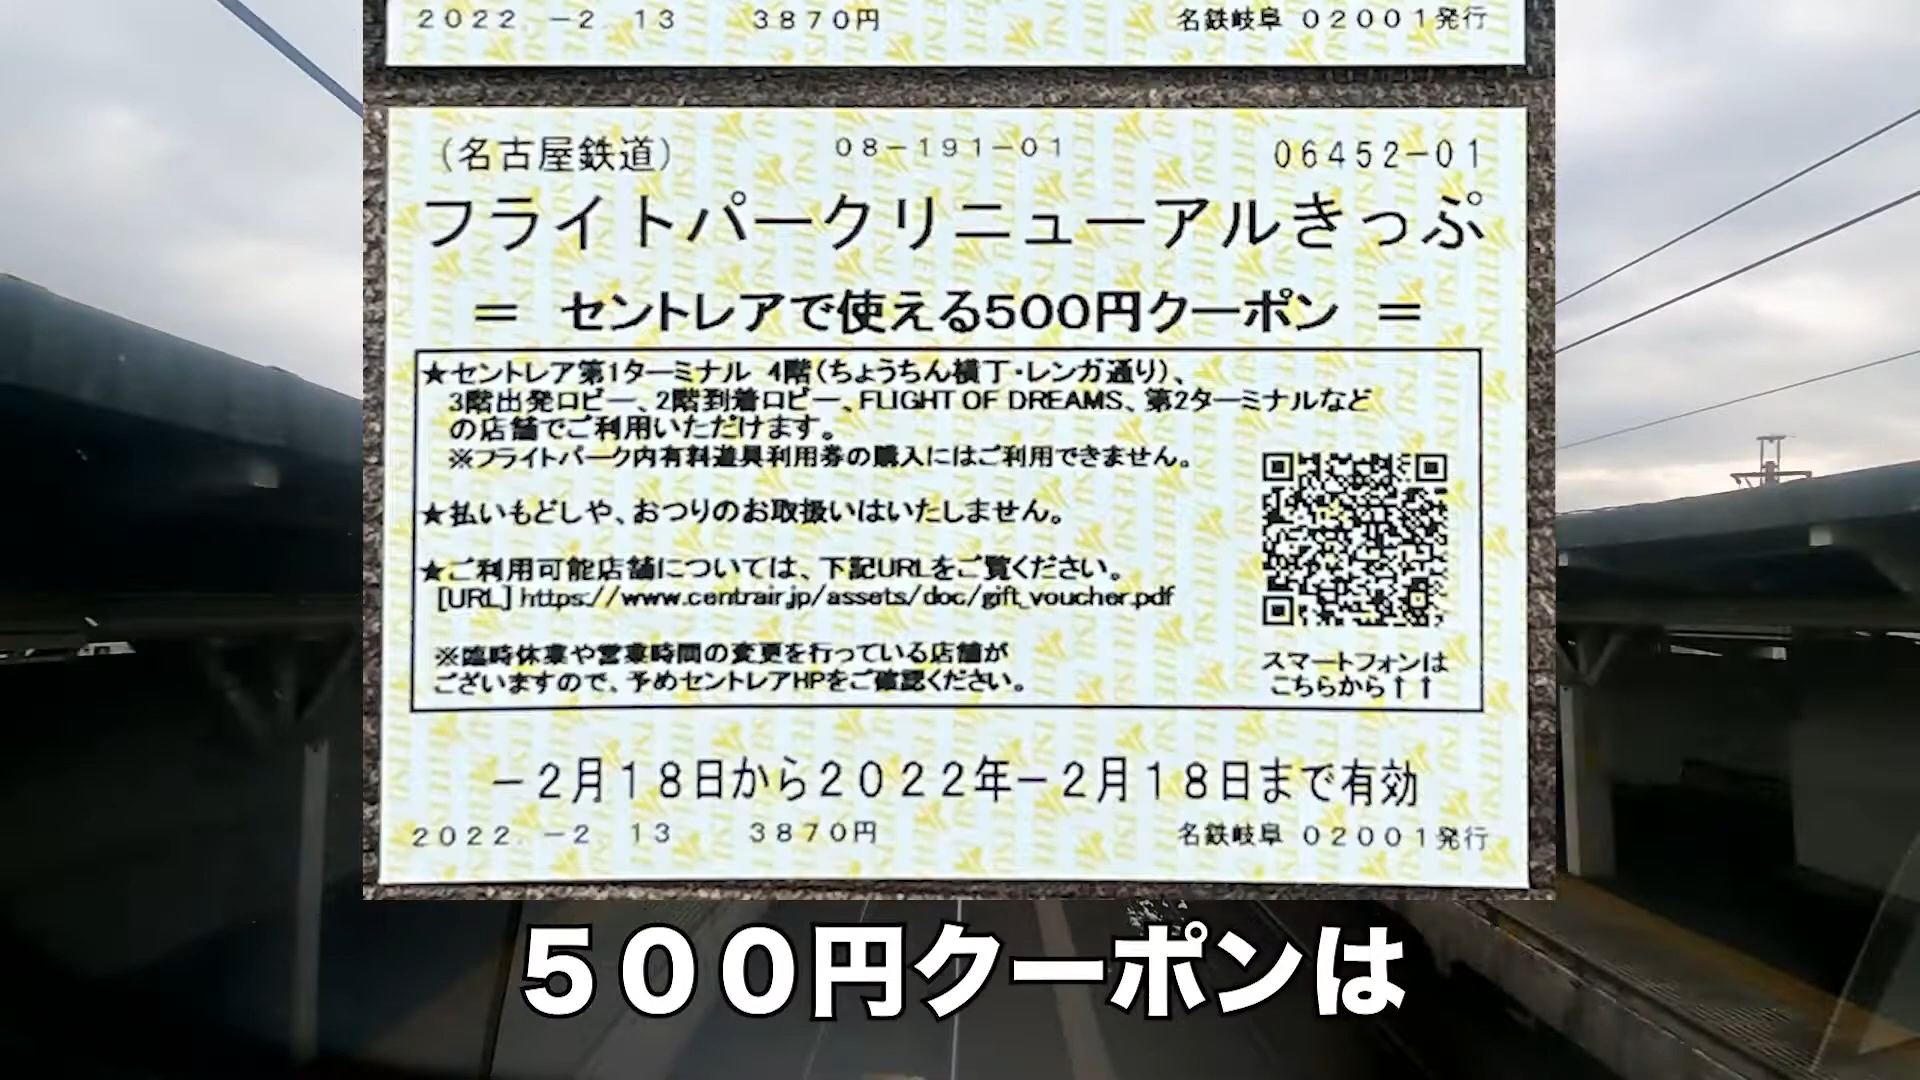 2022.-2.13 3870円 名鉄岐阜 02001発行
（名古屋鉄道） 08-191-01 06452-01
フライトパークリニューアルきっぷ
＝ セントレアで使える500円クーポン ＝
★セントレア第1ターミナル 4階（ちょうちん横丁・レンガ通り）、
3階出発ロビー、2階到着ロビー、FLIGHT OF DREAMS、第2ターミナルなど
の店舗でご利用いただけます。
※フライトパーク内有料遊具利用券の購入にはご利用できません。
★払いもどしや、おつりのお取扱いはいたしません。
★ご利用可能店舗については、下記URLをご覧ください。
[URL] https://www.centrair.jp/assets/doc/gift_voucher.pdf
※臨時休業や営業時間の変更を行っている店舗が
ございますので、予めセントレアHPをご確認ください。
スマートフォンは
こちらから↑↑
-2月18日から2022年-2月18日まで有効
2022.-2.13 3870円 名鉄岐阜 02001発行
５００円クーポンは